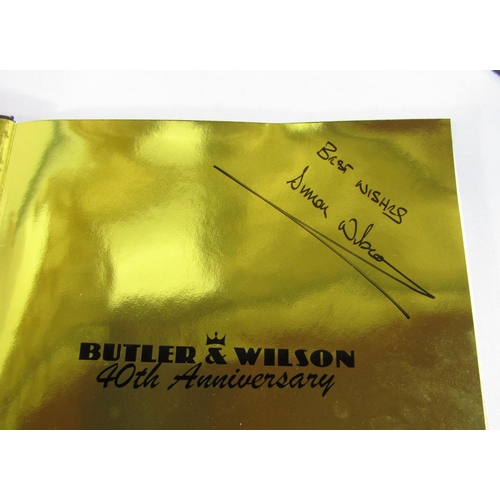 Best Wishes
Simon Wilson
BUTLER & WILSON
40th Anniversary